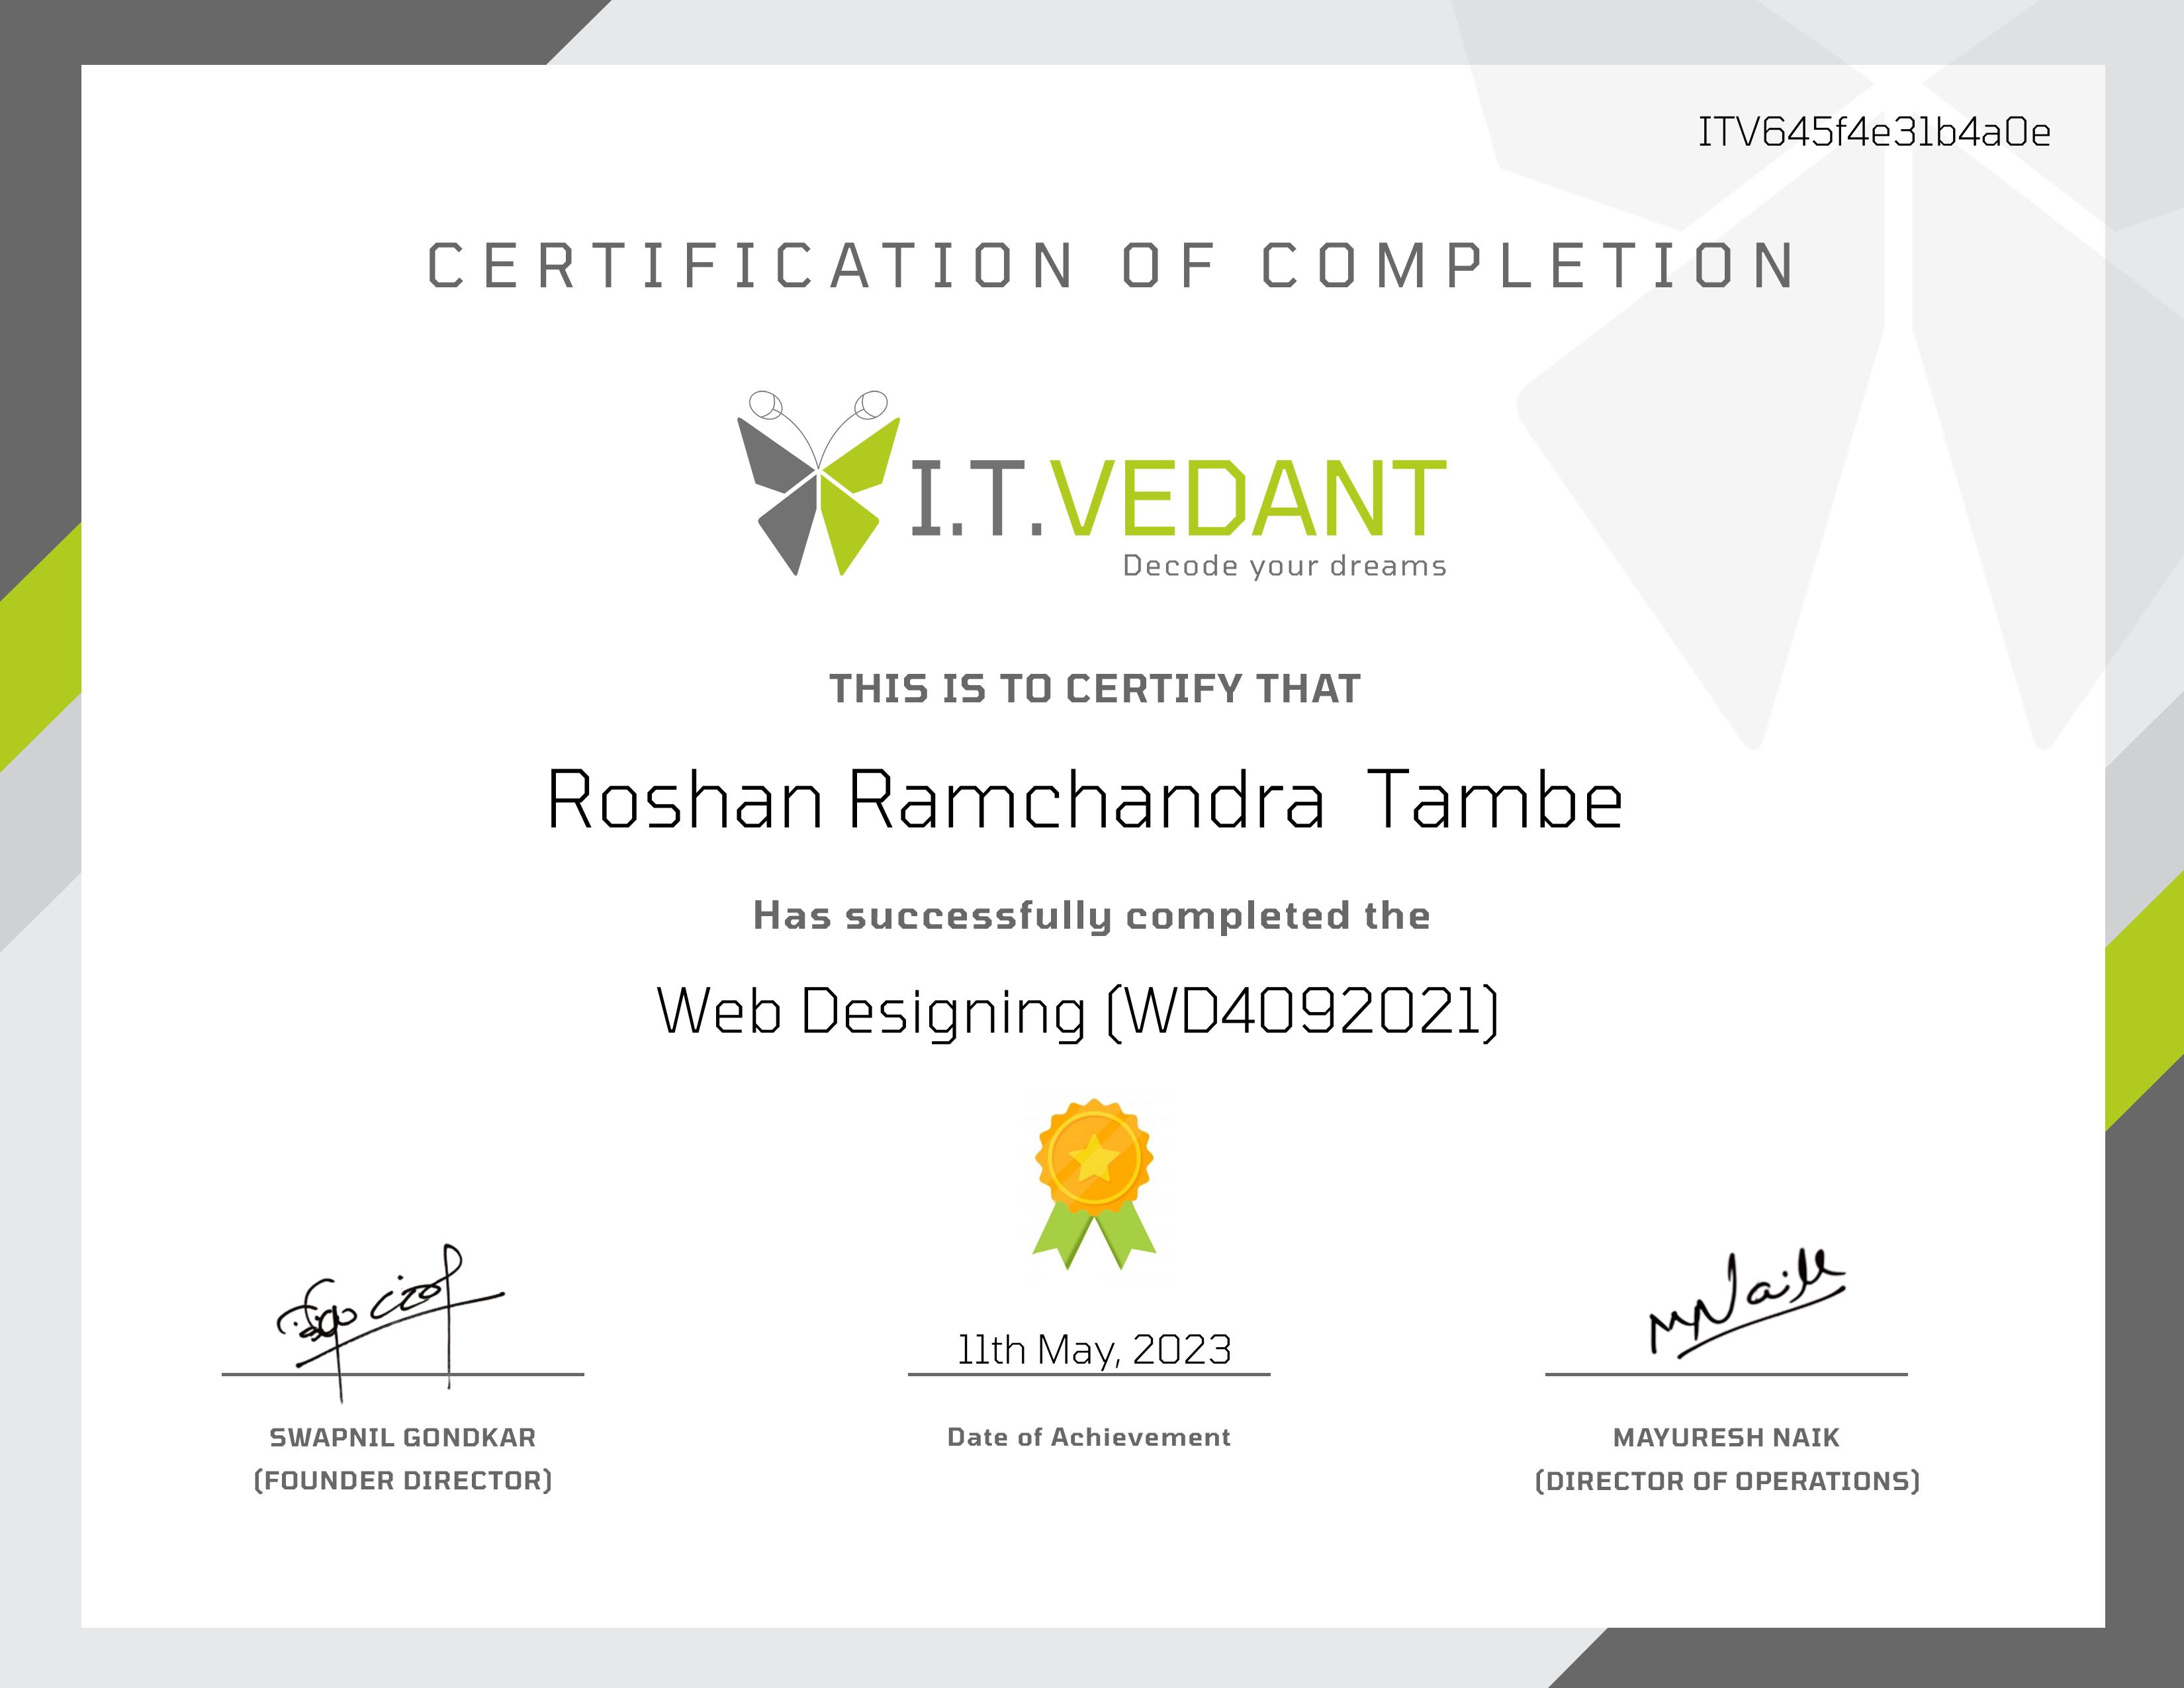 ITV645f4e31b4a0e
CERTIFICATION OF COMPLETION
I.T.VEDANT
Decode your dreams
THIS IS TO CERTIFY THAT
Roshan Ramchandra Tambe
Has successfully completed the
Web Designing (WD4092021)
11th May, 2023
SWAPNIL GONDKAR
(FOUNDER DIRECTOR)
Date of Achievement
MNaik
MAYURESH NAIK
(DIRECTOR OF OPERATIONS)